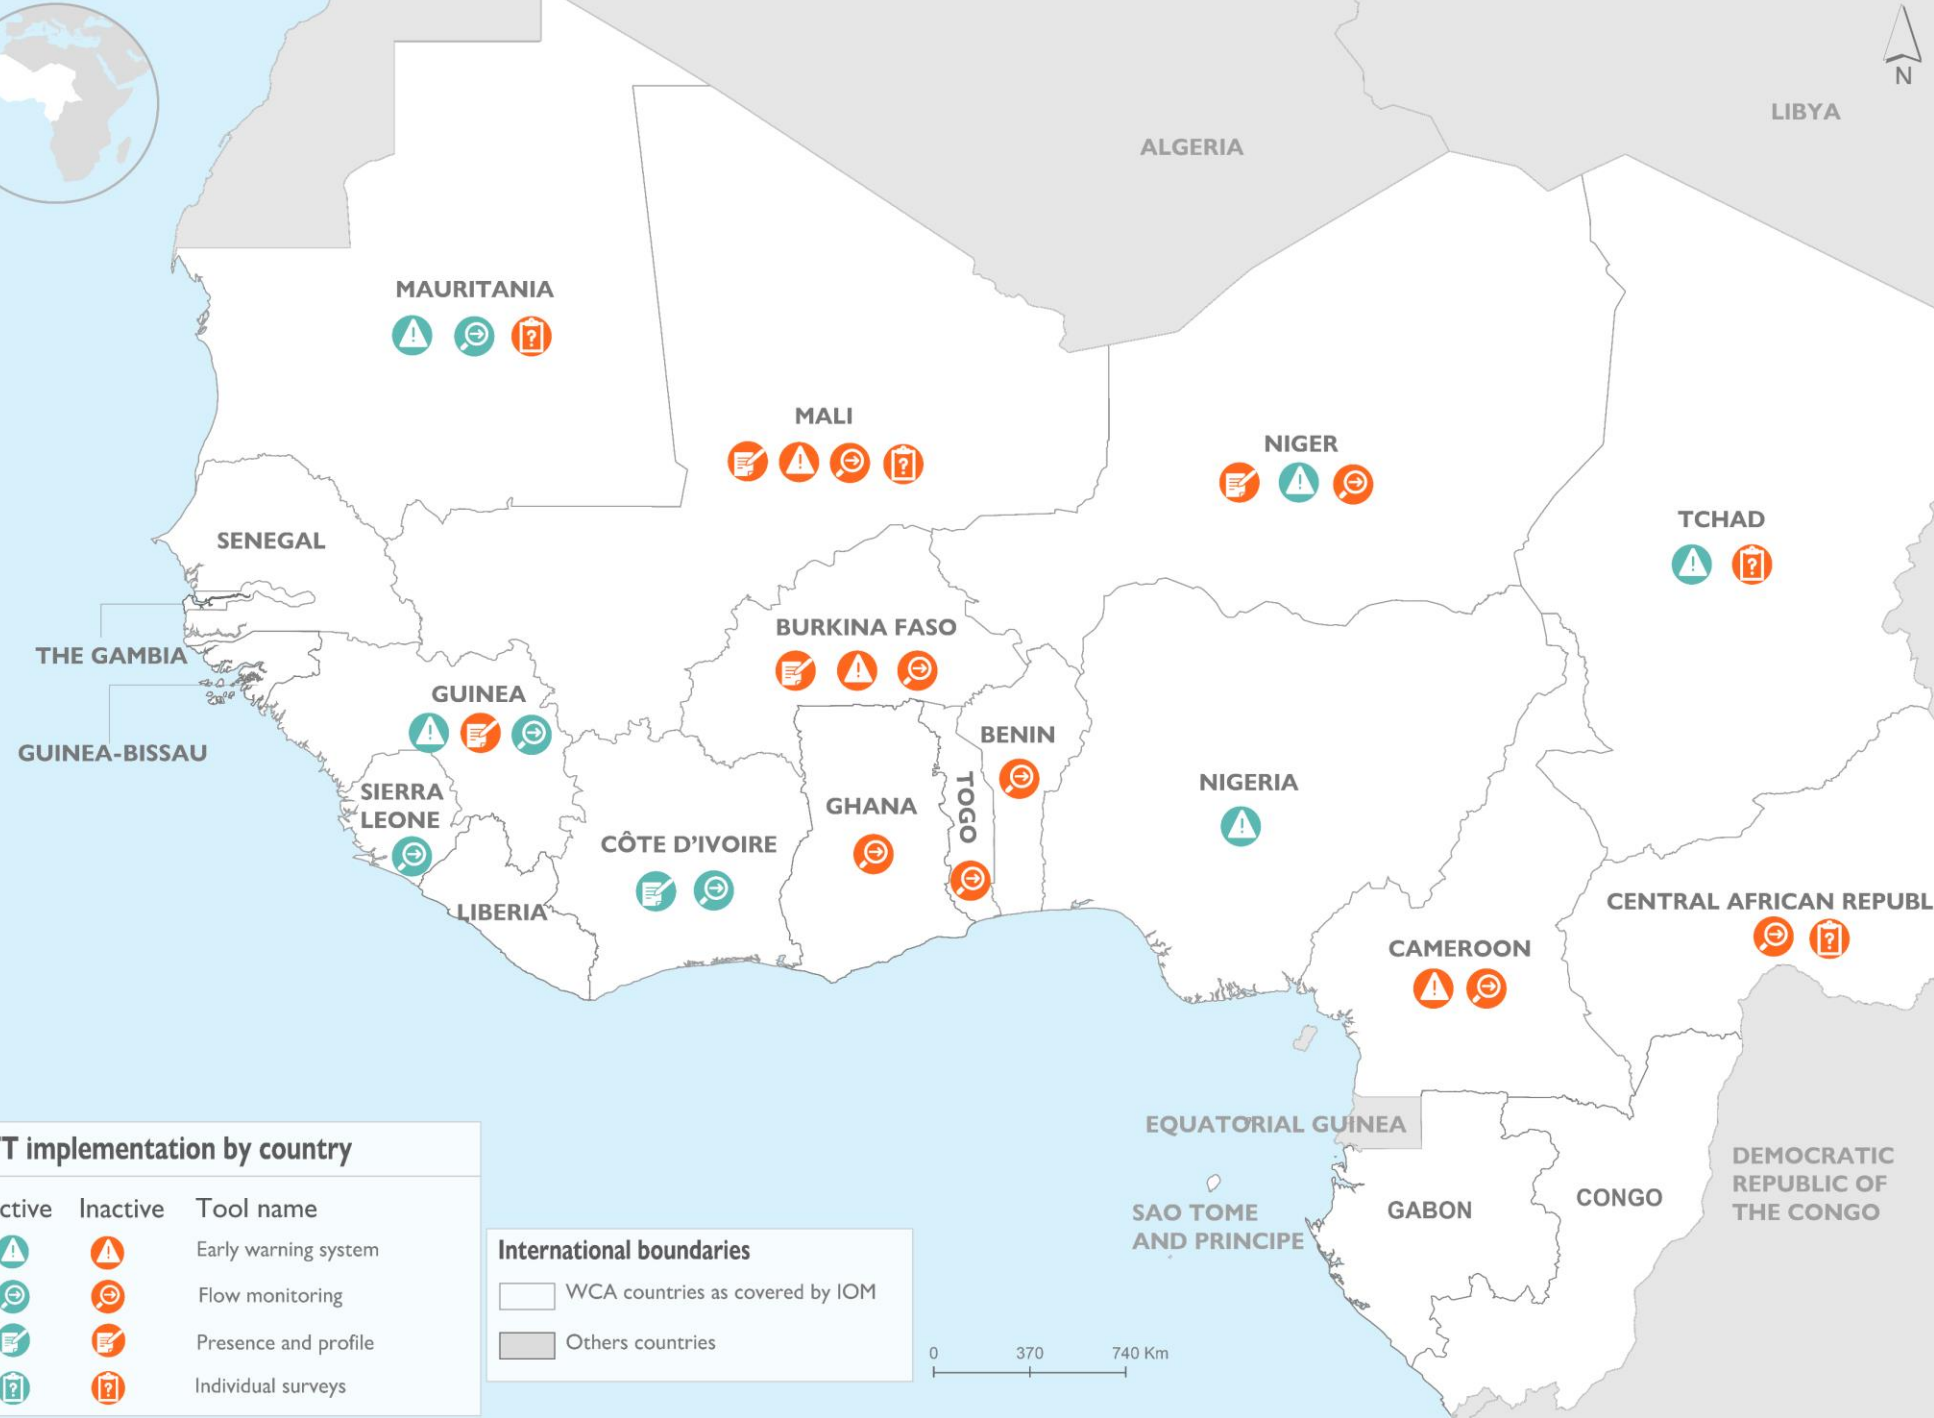 N
LIBYA
ALGERIA
MAURITANIA
MALI
NIGER
TCHAD
SENEGAL
BURKINA FASO
THE GAMBIA
GUINEA
BENIN
GUINEA-BISSAU
TOGO
NIGERIA
SIERRA
LEONE
GHANA
CÔTE D'IVOIRE
LIBERIA
CENTRAL AFRICAN REPUBL
CAMEROON
EQUATORIAL GUINEA
SAO TOME
AND PRINCIPE
GABON
CONGO
DEMOCRATIC
REPUBLIC OF
THE CONGO
T implementation by country
ctive Inactive Tool name
Early warning system
Flow monitoring
Presence and profile
Individual surveys
International boundaries
WCA countries as covered by IOM
Others countries
0 370 740 Km